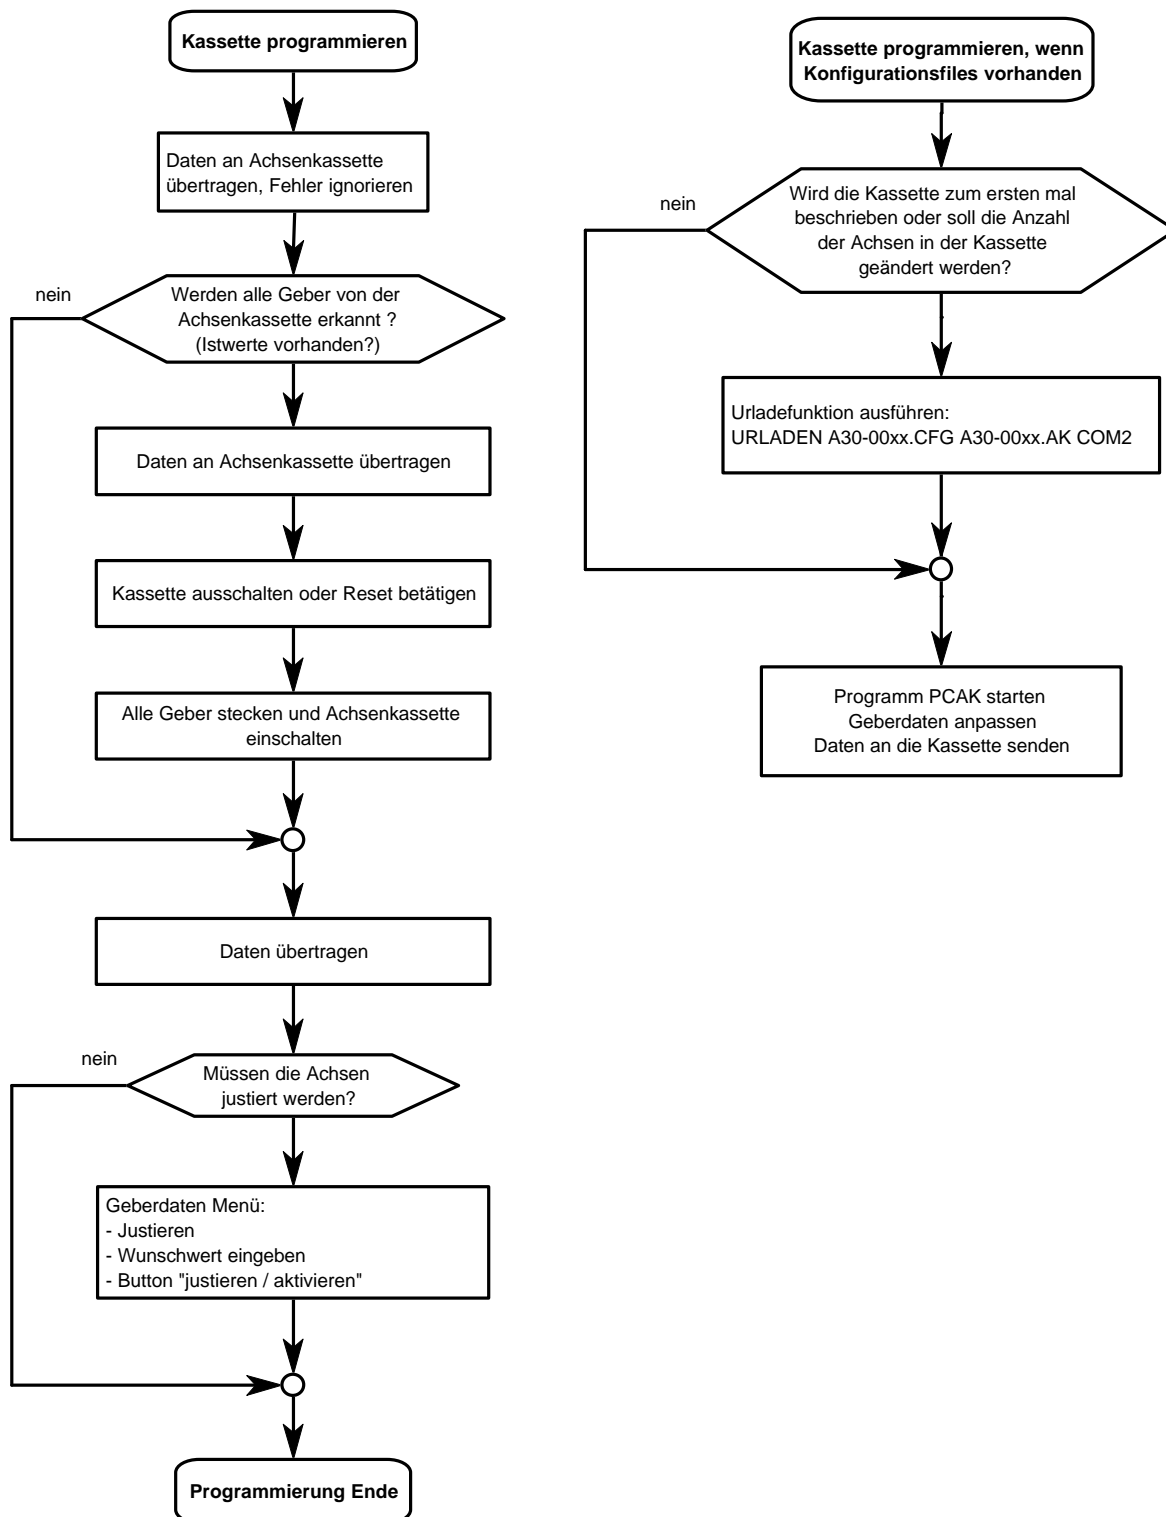 Kassette programmieren
Daten an Achsenkassette
übertragen, Fehler ignorieren
nein
Werden alle Geber von der
Achsenkassette erkannt ?
(Istwerte vorhanden?)
Daten an Achsenkassette übertragen
Kassette ausschalten oder Reset betätigen
Alle Geber stecken und Achsenkassette
einschalten
Daten übertragen
nein
Müssen die Achsen
justiert werden?
Geberdaten Menü:
- Justieren
- Wunschwert eingeben
- Button "justieren / aktivieren"
Programmierung Ende
Kassette programmieren, wenn
Konfigurationsfiles vorhanden
nein
Wird die Kassette zum ersten mal
beschrieben oder soll die Anzahl
der Achsen in der Kassette
geändert werden?
Urladefunktion ausführen:
URLADEN A30-00xx.CFG A30-00xx.AK COM2
Programm PCAK starten
Geberdaten anpassen
Daten an die Kassette senden